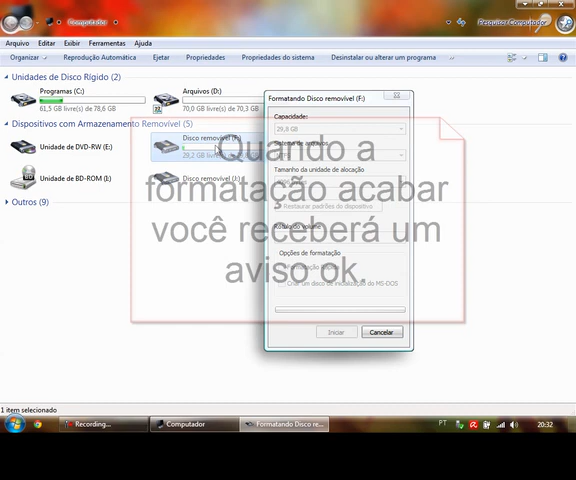 Computador
Pesquisar Computador
Arquivo Editar Exibir Ferramentas Ajuda
Organizar Reprodução Automática Ejetar Propriedades Propriedades do sistema Desinstalar ou alterar um programa
Unidades de Disco Rígido (2)
Programas (C:)
61,5 GB livre(s) de 78,6 GB
Arquivos (D:)
70,0 GB livre(s) de 70,3 GB
Dispositivos com Armazenamento Removível (5)
Unidade de DVD-RW (E:)
Disco removível (F:)
29,2 GB livre(s) de
Unidade de BD-ROM (I:)
Disco removível (J:)
Outros (9)
Formatando Disco removível (F:)
Capacidade:
29,8 GB
Sistema de arquivos
Tamanho da unidade de alocação
Restaurar padrões do dispositivo
Rótulo do volume
Opções de formatação
Formatação Rápida
Criar um disco de inicialização do MS-DOS
Iniciar Cancelar
Quando a
formatação acabar
você receberá um
aviso ok.
1 item selecionado
Recording... Computador Formatando Disco re... PT 20:32